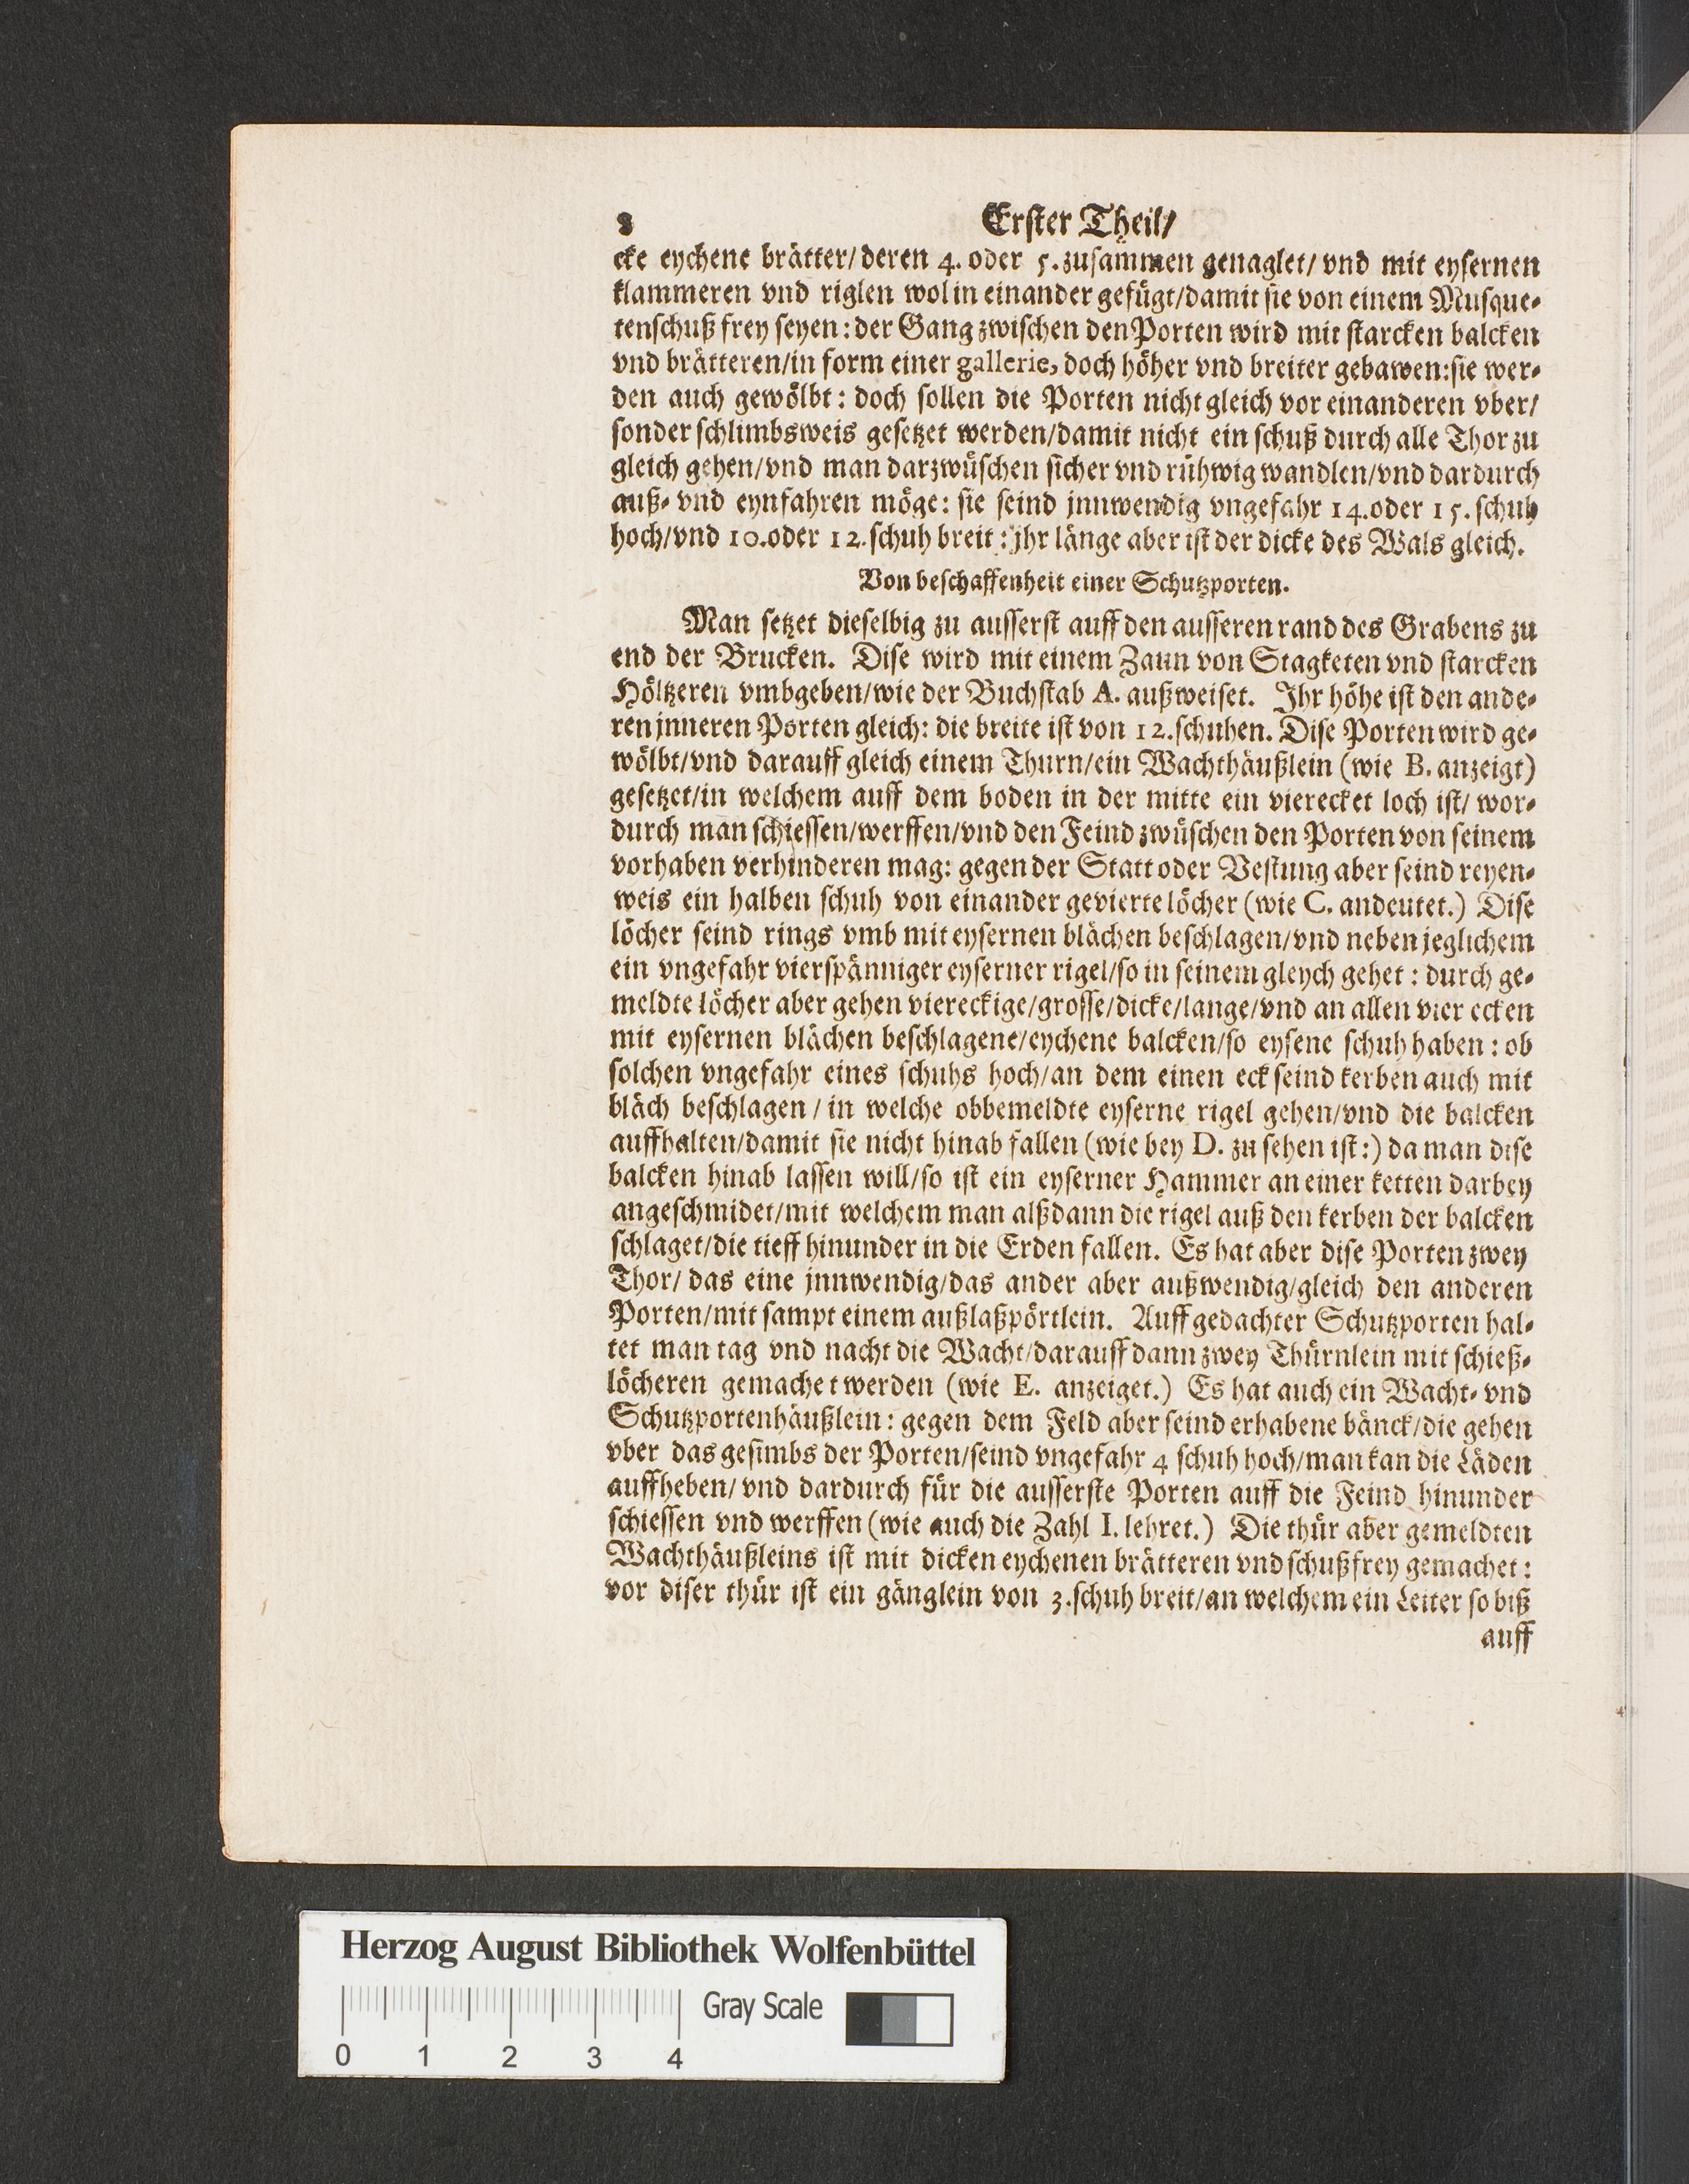 8 Erster Theil/
cke eychene brätter/ deren 4. oder 5. zusammen genaglet/ vnd mit eysernen
klammeren vnd riglen wol in einander gefügt/ damit sie von einem Musque-
tenschuß frey seyen: der Gang zwischen den Porten wird mit starcken balcken
vnd brätteren/ in form einer gallerie, doch höher vnd breiter gebawen: sie wer-
den auch gewölbt: doch sollen die Porten nicht gleich vor einanderen vber/
sonder schlimbsweis gesetzet werden/ damit nicht ein schuß durch alle Thor zu
gleich gehen/ vnd man darzwüschen sicher vnd rühwig wandlen/ vnd dardurch
auß- vnd eynfahren möge: sie seind jnnwendig vngefahr 14. oder 15. schuh
hoch/ vnd 10. oder 12. schuh breit: jhr länge aber ist der dicke des Wals gleich.
Von beschaffenheit einer Schutzporten.
Man setzet dieselbig zu ausserst auff den ausseren rand des Grabens zu
end der Brucken. Dise wird mit einem Zaun von Stagketen vnd starcken
Höltzeren vmbgeben/ wie der Buchstab A. außweiset. Ihr höhe ist den ande-
ren jnneren Porten gleich: die breite ist von 12. schuhen. Dise Porten wird ge-
wölbt/ vnd darauff gleich einem Thurn/ ein Wachthäußlein (wie B. anzeigt)
gesetzet/ in welchem auff dem boden in der mitte ein vierecket loch ist/ wor-
durch man schiessen/ werffen/ vnd den Feind zwüschen den Porten von seinem
vorhaben verhinderen mag: gegen der Statt oder Vestung aber seind reyen-
weis ein halben schuh von einander gevierte löcher (wie C. andeutet.) Dise
löcher seind rings vmb mit eysernen blächen beschlagen/ vnd neben jeglichem
ein vngefahr vierspänniger eyserner rigel/ so in seinem gleych gehet: durch ge-
meldte löcher aber gehen viereckige/ grosse/ dicke/ lange/ vnd an allen vier ecken
mit eysernen blächen beschlagene/ eychene balcken/ so eysene schuh haben: ob
solchen vngefahr eines schuhs hoch/ an dem einen eck seind kerben auch mit
bläch beschlagen/ in welche obbemeldte eyserne rigel gehen/ vnd die balcken
auffhalten/ damit sie nicht hinab fallen (wie bey D. zu sehen ist:) da man dise
balcken hinab lassen will/ so ist ein eyserner Hammer an einer ketten darbey
angeschmidet/ mit welchem man alßdann die rigel auß den kerben der balcken
schlaget/ die tieff hinunder in die Erden fallen. Es hat aber dise Porten zwey
Thor/ das eine jnnwendig/ das ander aber außwendig/ gleich den anderen
Porten/ mit sampt einem außlaßpörtlein. Auff gedachter Schutzporten hal-
tet man tag vnd nacht die Wacht/ darauff dann zwey Thürnlein mit schieß-
löcheren gemachet werden (wie E. anzeiget.) Es hat auch ein Wacht- vnd
Schutzportenhäußlein: gegen dem Feld aber seind erhabene bänck/ die gehen
vber das gesimbs der Porten/ seind vngefahr 4 schuh hoch/ man kan die Läden
auffheben/ vnd dardurch für die ausserste Porten auff die Feind hinunder
schiessen vnd werffen (wie auch die Zahl I. lehret.) Die thür aber gemeldten
Wachthäußleins ist mit dicken eychenen brätteren vnd schußfrey gemachet:
vor diser thür ist ein gänglein von 3. schuh breit/ an welchem ein Leiter so biß
auff
Herzog August Bibliothek Wolfenbüttel
Gray Scale
0 1 2 3 4